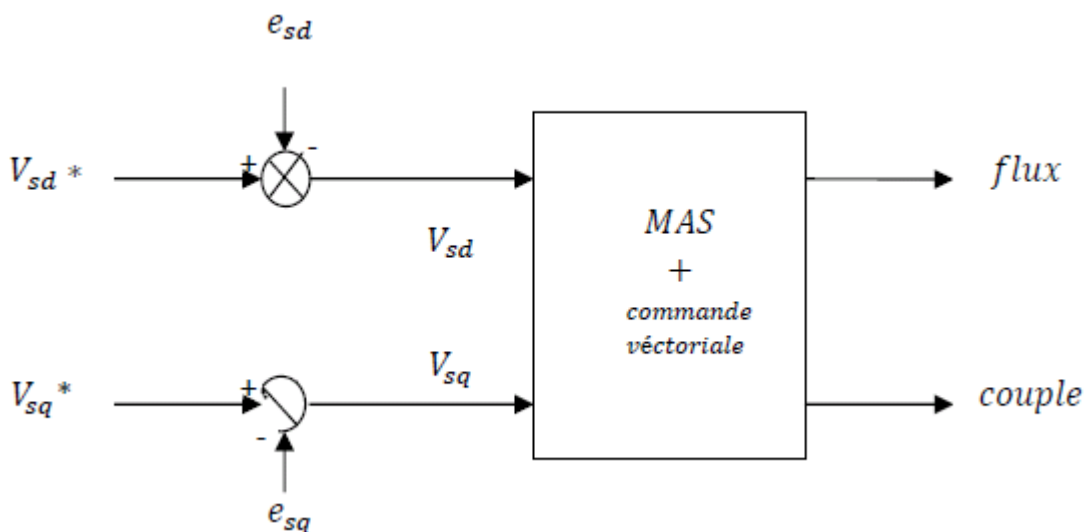 e_sd
+ -
V_sd *
flux
MAS
+
commande
véctoriale
V_sd
V_sq
V_sq *
+
-
couple
e_sq